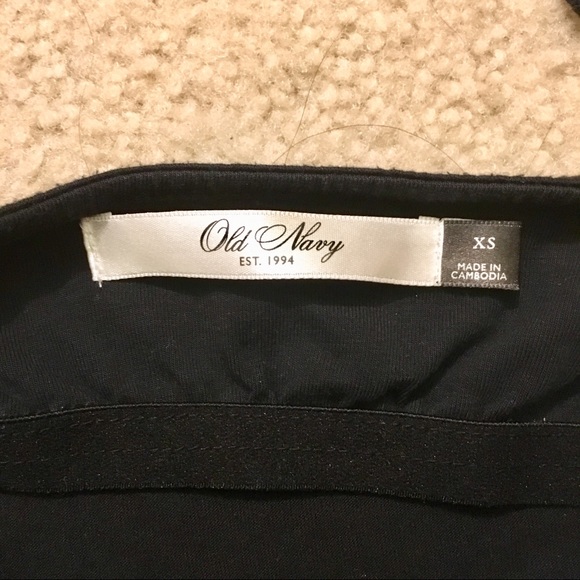 Old Navy
EST. 1994
XS
MADE IN
CAMBODIA